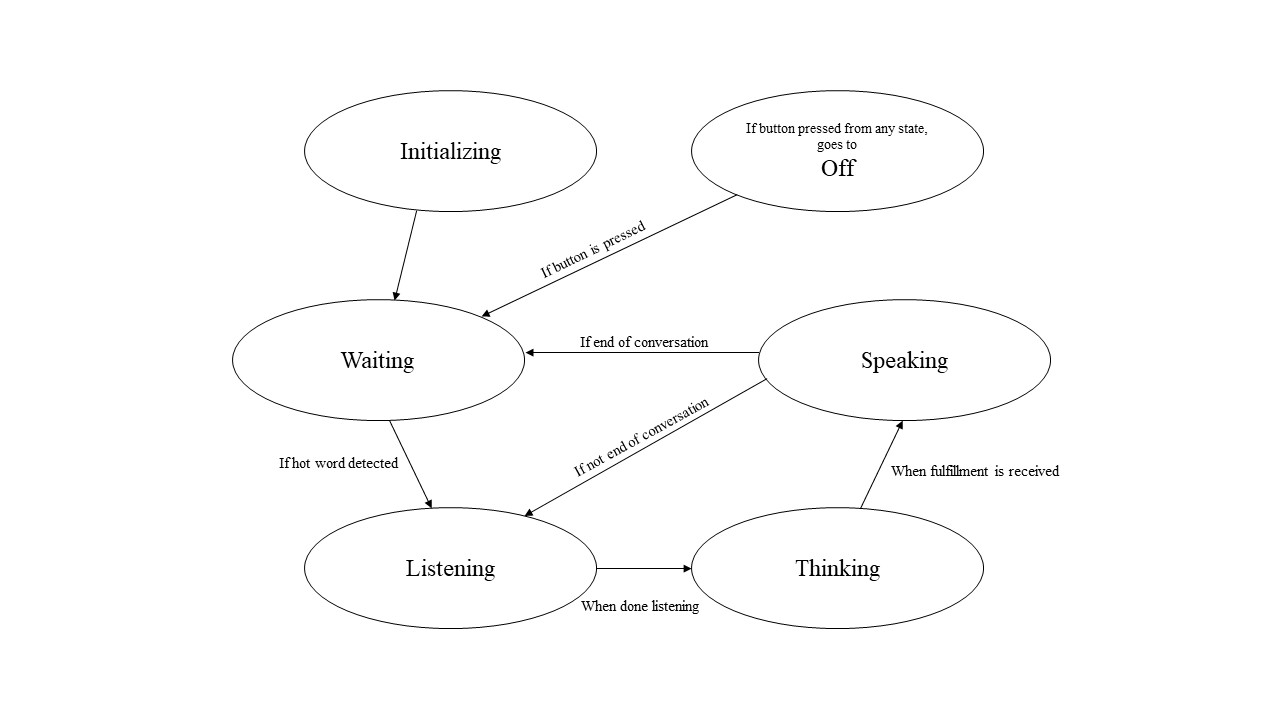 Initializing
If button pressed from any state,
goes to
Off
If button is pressed
Waiting
If end of conversation
Speaking
If not end of conversation
If hot word detected
When fulfillment is received
Listening
Thinking
When done listening